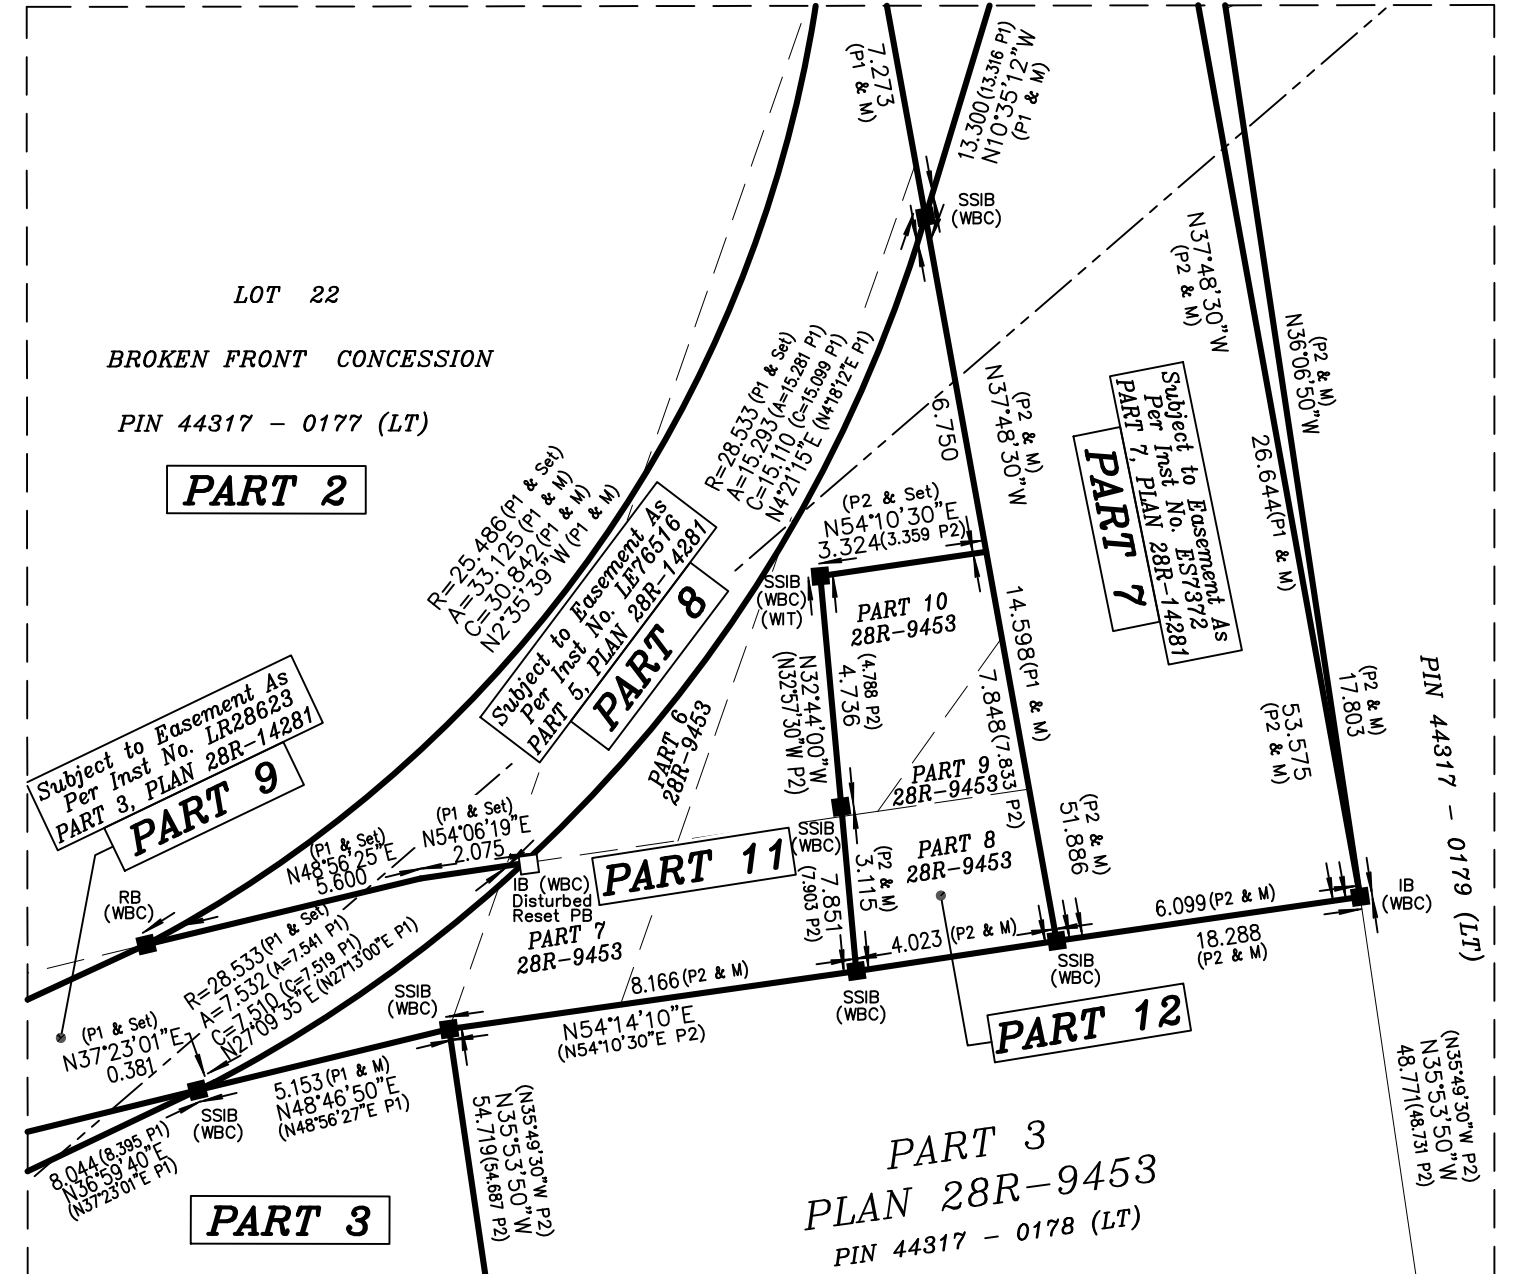 7.273
(P1 & M)
13.300(13.316 P1)
N10°35'12"W
(P1 & M)
SSIB
(WBC)
LOT 22
BROKEN FRONT CONCESSION
PIN 44317 - 0177 (LT)
PART 2
N37°48'30"W
(P2 & M)
(P2 & M)
N36°06'50"W
R=28.533(P1 & Set)
A=15.293(A=15.281 P1)
C=15.110 (C=15.099 P1)
N4°21'15"E (N4°18'12"E P1)
6.750
(P2 & M)
N37°48'30"W
Subject to Easement As
Per Inst No. ES7372
PART 7, PLAN 28R-14281
PART 7
26.644(P1 & M)
R=25.486(P1 & Set)
A=33.125(P1 & M)
C=30.842(P1 & M)
N2°35'39"W(P1 & M)
Subject to Easement As
Per Inst No. LE76516
PART 5, PLAN 28R-14281
PART 8
(P2 & Set)
N54°10'30"E
3.324(3.359 P2)
SSIB
(WBC)
(WIT)
PART 10
28R-9453
14.598(P1 & M)
(4.788 P2)
4.736
N32°44'00"W
(N32°57'30"W P2)
7.848(7.833 P2)
53.575
(P2 & M)
(P2 & M)
17.803
PIN 44317 - 0179 (LT)
Subject to Easement As
Per Inst No. LR28623
PART 3, PLAN 28R-14281
PART 9
PART 6
28R-9453
PART 9
28R-9453
(P1 & Set)
N54°06'19"E
2.075
(P1 & Set)
N48°56'25"E
5.600
SSIB
(WBC)
PART 8
28R-9453
(P2 & M)
51.886
PART 11
IB (WBC)
Disturbed
Reset PB
(P2 & M)
3.115
7.851
(7.903 P2)
RB
(WBC)
IB
(WBC)
6.099(P2 & M)
18.288
(P2 & M)
4.023 (P2 & M)
PART 7
28R-9453
R=28.533(P1 & Set)
A=7.532 (A=7.541 P1)
C=7.510 (C=7.519 P1)
N27°09'35"E (N27°13'00"E P1)
8.166(P2 & M)
N54°14'10"E
(N54°10'30"E P2)
SSIB
(WBC)
SSIB
(WBC)
SSIB
(WBC)
PART 12
(P1 & Set)
N37°23'01"E
0.381
5.153(P1 & M)
N48°46'50"E
(N48°56'27"E P1)
SSIB
(WBC)
8.044(8.395 P1)
N36°59'40"E
(N37°23'01"E P1)
(N35°49'30"W P2)
N35°53'50"W
54.719(54.687 P2)
(N35°49'30"W P2)
N35°53'50"W
48.771(48.731 P2)
PART 3
PLAN 28R-9453
PIN 44317 - 0178 (LT)
PART 3